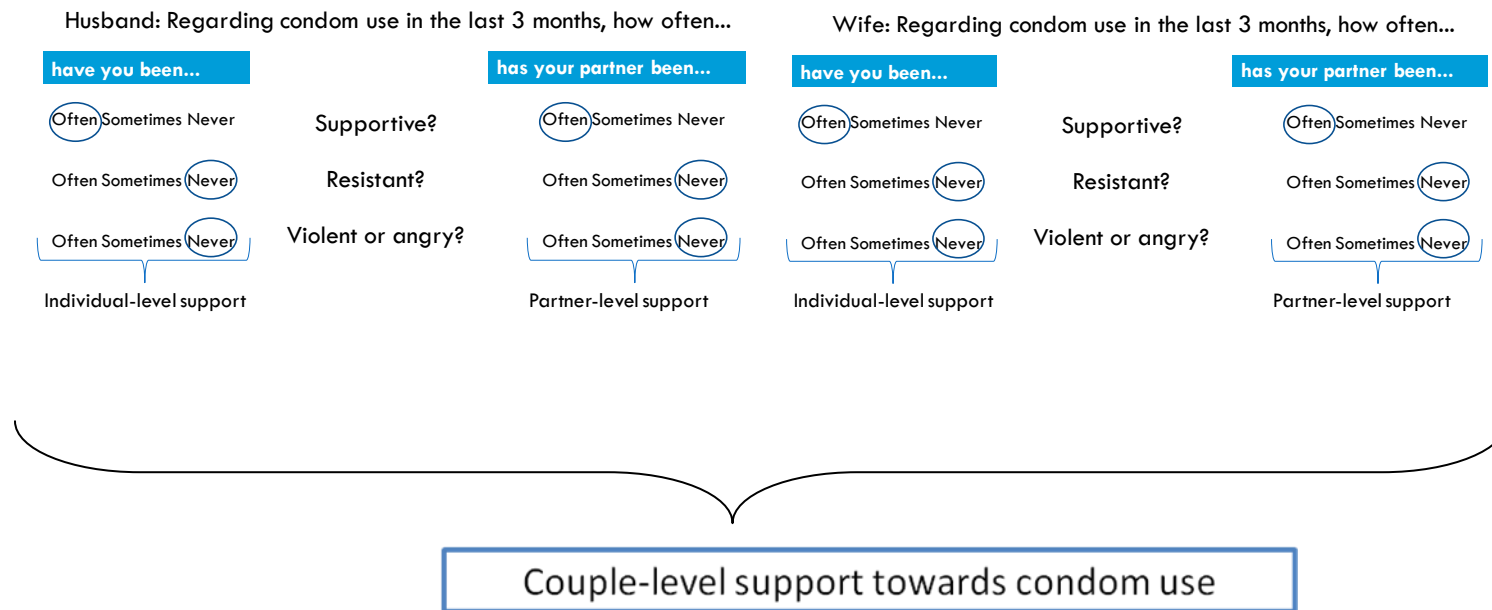 Husband: Regarding condom use in the last 3 months, how often...
have you been...
has your partner been...
Often Sometimes Never
Supportive?
Often Sometimes Never
Often Sometimes Never
Resistant?
Often Sometimes Never
Often Sometimes Never
Violent or angry?
Often Sometimes Never
Individual-level support
Partner-level support
Wife: Regarding condom use in the last 3 months, how often...
have you been...
has your partner been...
Often Sometimes Never
Supportive?
Often Sometimes Never
Often Sometimes Never
Resistant?
Often Sometimes Never
Often Sometimes Never
Violent or angry?
Often Sometimes Never
Individual-level support
Partner-level support
Couple-level support towards condom use